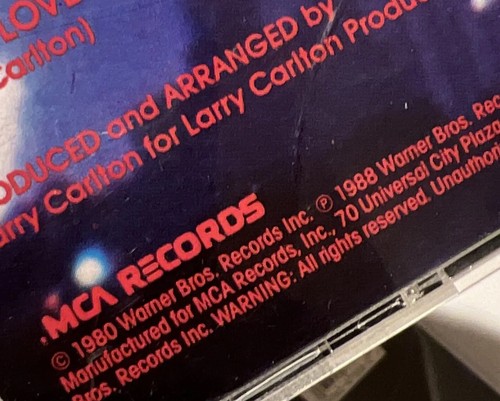 LOVE
Carlton)
PRODUCED and ARRANGED by
Larry Carlton for Larry Carlton Produc
MCA RECORDS
© 1980 Warner Bros. Records Inc. ℗ 1988 Warner Bros. Rec
Manufactured for MCA Records, Inc., 70 Universal City Plaza
Bros. Records Inc. WARNING: All rights reserved. Unauthori